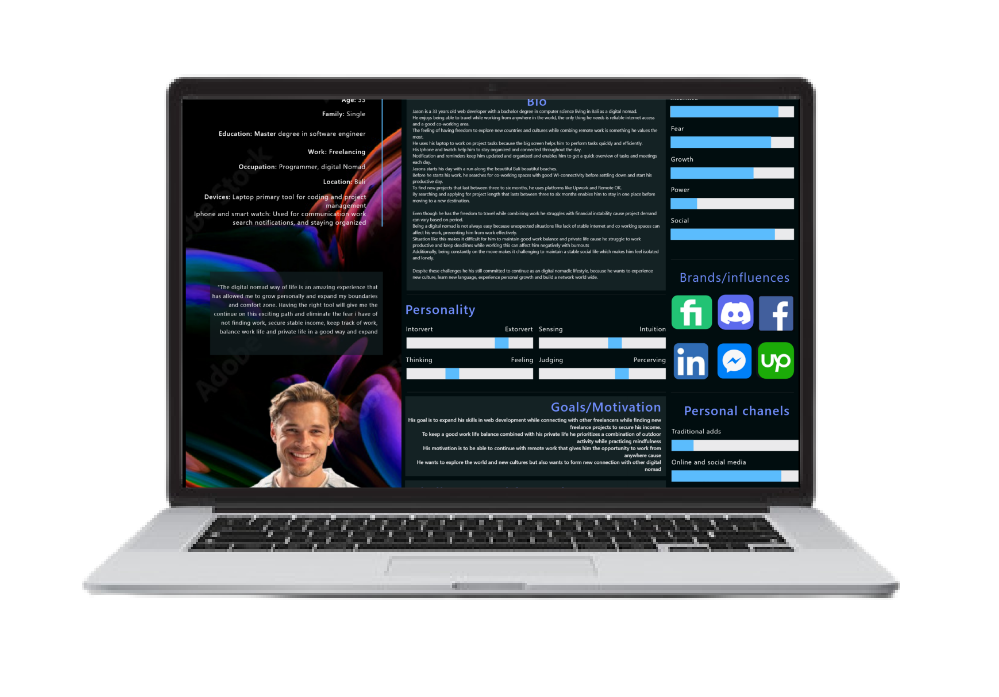 Age: 33
Family: Single
Education: Master degree in software engineer
Work: Freelancing
Occupation: Programmer, digital Nomad
Location: Bali
Devices: Laptop primary tool for coding and project
management
Iphone and smart watch: Used for communication work
search notifications, and staying organized
"The digital nomad way of life is an amazing experience that
has allowed me to grow personally and expand my boundaries
and comfort zone. Having the right tool will give me the
continue on this exciting path and eliminate the fear i have of
not finding work, secure stable income, keep track of work,
balance work life and private life in a good way and expand
Bio
Jason is a 33 years old web developer with a bachelor degree in computer science living in Bali as a digital nomad.
He enjoys being able to travel while working from anywhere in the world, the only thing he needs is reliable internet access
and a good co-working area.
The feeling of having freedom to explore new countries and cultures while combing remote work is something he values the
most.
He uses his laptop to work on project tasks because the big screen helps him to perform tasks quickly and efficiently.
His Iphone and iwatch help him to stay organized and connected throughout the day.
Notification and reminders keep him updated and organized and enables him to get a quick overview of tasks and meetings
each day.
Jasons starts his day with a run along the beautiful Bali beautiful beaches.
Before he starts his work, he searches for co-working spaces with good Wi-connectivity before settling down and start his
productive day.
To find new projects that last between three to six months, he uses platforms like Upwork and Remote OK.
By searching and applying for project length that lasts between three to six months enables him to stay in one place before
moving to a new destination.
Even though he has the freedom to travel while combining work he struggles with financial instability cause project demand
can vary based on period.
Being a digital nomad is not always easy because unexpected situations like lack of stable internet and co working spaces can
affect his work, preventing him from work effectively.
Situation like this makes it difficult for him to maintain good work balance and private life cause he struggle to work
productive and keep deadlines while working this can affect him negatively with burnouts
Additionally, being constantly on the move makes it challenging to maintain a stable social life which makes him feel isolated
and lonely.
Despite these challenges he his still committed to continue as an digital nomadic lifestyle, because he wants to experience
new culture, learn new language, experience personal growth and build a network world wide.
Personality
Intorvert Extorvert Sensing Intuition
Thinking Feeling Judging Percerving
Goals/Motivation
His goal is to expand his skills in web development while connecting with other freelancers while finding new
freelance projects to secure his income.
To keep a good work life balance combined with his private life he prioritizes a combination of outdoor
activity while practicing mindfulness
His motivation is to be able to continue with remote work that gives him the opportunity to work from
anywhere cause
He wants to explore the world and new cultures but also wants to form new connection with other digital
nomad
Fear
Growth
Power
Social
Brands/influences
fi
f
in
up
Personal chanels
Traditional adds
Online and social media